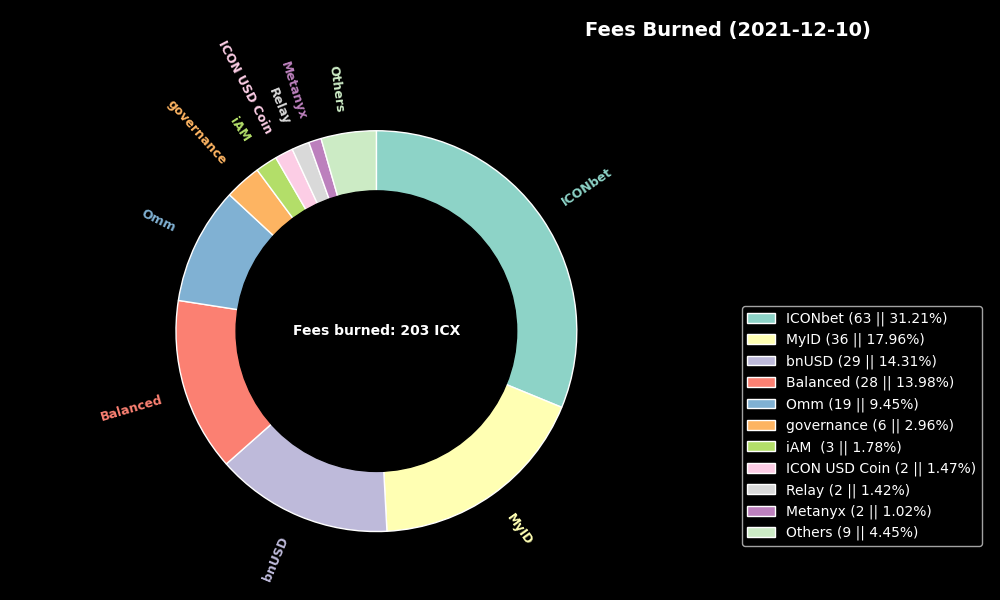 Fees Burned (2021-12-10)
Others
Metanyx
Relay
ICON USD Coin
iAM
governance
Omm
Balanced
bnUSD
MyID
ICONbet
Fees burned: 203 ICX
ICONbet (63 || 31.21%)
MyID (36 || 17.96%)
bnUSD (29 || 14.31%)
Balanced (28 || 13.98%)
Omm (19 || 9.45%)
governance (6 || 2.96%)
iAM  (3 || 1.78%)
ICON USD Coin (2 || 1.47%)
Relay (2 || 1.42%)
Metanyx (2 || 1.02%)
Others (9 || 4.45%)